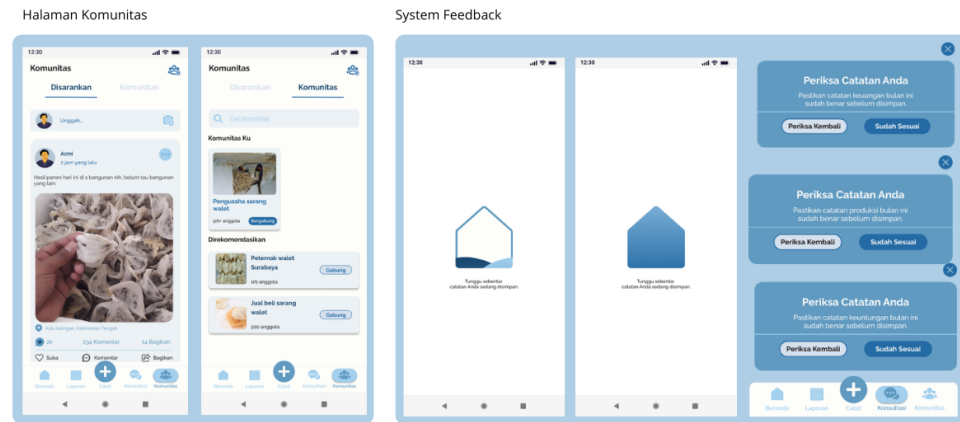 Halaman Komunitas
System Feedback
12:30
Komunitas
Disarankan
Komunitas
Unggah...
Azmi
2 jam yang lalu
Hasil panen hari ini di 1 bangunan nih, belum tau bangunan
yang lain.
Kab Katingan, Kalimantan Tengah
234 Komentar
14 Bagikan
Suka
Komentar
Bagikan
Beranda
Laporan
Catat
Konsultasi
Komunitas
12:30
Komunitas
Disarankan
Komunitas
Cari Komunitas
Komunitas Ku
Pengusaha sarang
walet
anggota
Bergabung
Direkomendasikan
Peternak walet
Surabaya
anggota
Gabung
Jual beli sarang
walet
anggota
Gabung
Beranda
Laporan
Catat
Konsultasi
Komunitas
12:30
Tunggu sebentar
catatan Anda sedang disimpan
12:30
Tunggu sebentar
catatan Anda sedang disimpan
Periksa Catatan Anda
Pastikan catatan keuangan bulan ini
sudah benar sebelum disimpan.
Periksa Kembali
Sudah Sesuai
Periksa Catatan Anda
Pastikan catatan produksi bulan ini
sudah benar sebelum disimpan.
Periksa Kembali
Sudah Sesuai
Periksa Catatan Anda
Pastikan catatan keuntungan bulan ini
sudah benar sebelum disimpan.
Periksa Kembali
Sudah Sesuai
Beranda
Laporan
Catat
Konsultasi
Komunitas